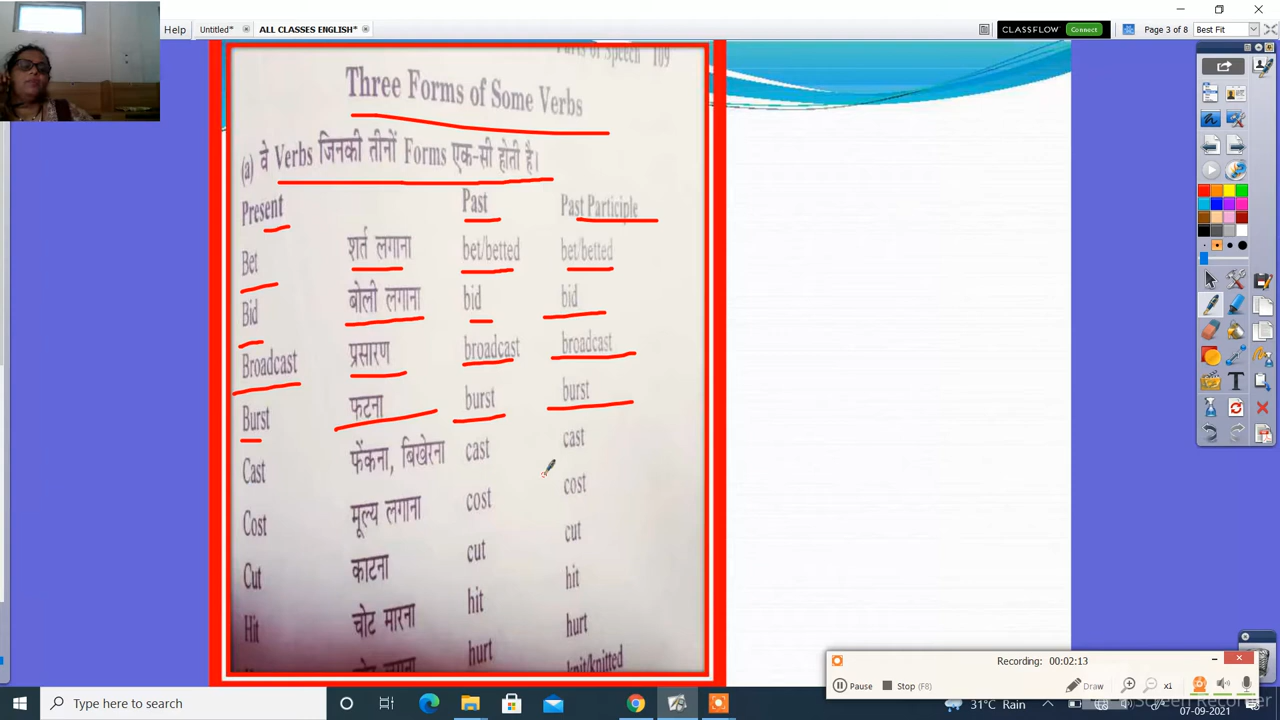 Help Untitled* ALL CLASSES ENGLISH* CLASSFLOW Connect Page 3 of 8 Best Fit
Parts of Speech 109
Three Forms of Some Verbs
(a) वे Verbs जिनकी तीनों Forms एक-सी होती है।
Present Past Past Participle
Bet शर्त लगाना bet/betted bet/betted
Bid बोली लगाना bid bid
Broadcast प्रसारण broadcast broadcast
Burst फटना burst burst
Cast फेंकना, बिखेरना cast cast
Cost मूल्य लगाना cost cost
Cut काटना cut cut
Hit चोट मारना hit hit
hurt hurt
knit/knitted
Recording: 00:02:13
Pause Stop (F8) Draw x1
Type here to search
31°C Rain
07-09-2021